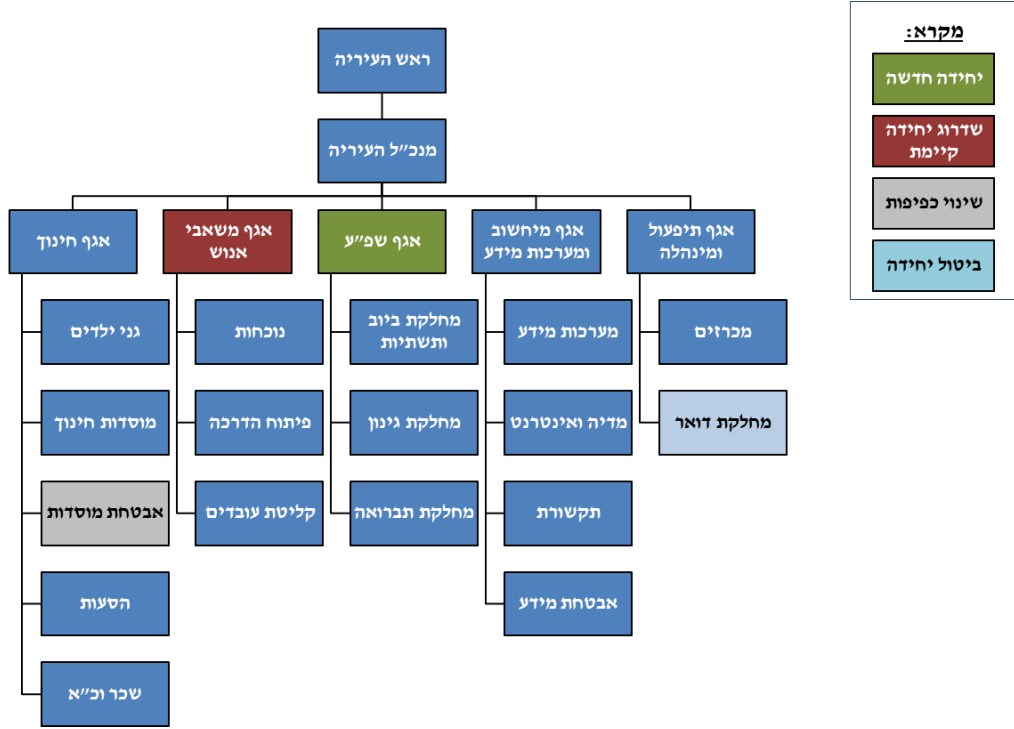 מקרא:
יחידה חדשה
שדרוג יחידה
קיימת
שינוי כפיפות
ביטול יחידה
ראש העיריה
מנכ״ל העיריה
אגף תיפעול
ומינהלה
אגף מיחשוב
ומערכות מידע
אגף שפ״ע
אגף משאבי
אנוש
אגף חינוך
מכרזים
מחלקת דואר
מערכות מידע
מדיה ואינטרנט
תקשורת
אבטחת מידע
מחלקת ביוב
ותשתיות
מחלקת גינון
מחלקת תברואה
נוכחות
פיתוח הדרכה
קליטת עובדים
גני ילדים
מוסדות חינוך
אבטחת מוסדות
הסעות
שכר וכ״א